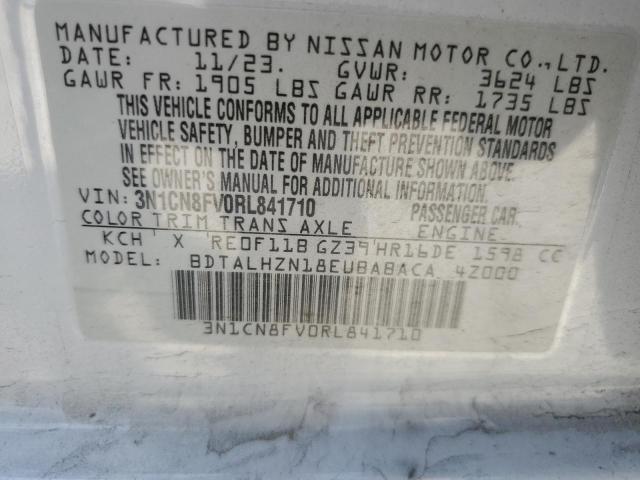 MANUFACTURED BY NISSAN MOTOR CO.,LTD.
DATE: 11/23. GVWR: 3624 LBS
GAWR FR: 1905 LBS GAWR RR: 1735 LBS
THIS VEHICLE CONFORMS TO ALL APPLICABLE FEDERAL MOTOR
VEHICLE SAFETY, BUMPER AND THEFT PREVENTION STANDARDS
IN EFFECT ON THE DATE OF MANUFACTURE SHOWN ABOVE.
SEE OWNER'S MANUAL FOR ADDITIONAL INFORMATION.
VIN: 3N1CN8FV0RL841710 PASSENGER CAR
COLOR TRIM TRANS AXLE ENGINE
KCH X RE0F11B GZ39 HR16DE 1598 CC
MODEL: BDTALHZN18EUBABACA 4Z000
3N1CN8FV0RL841710